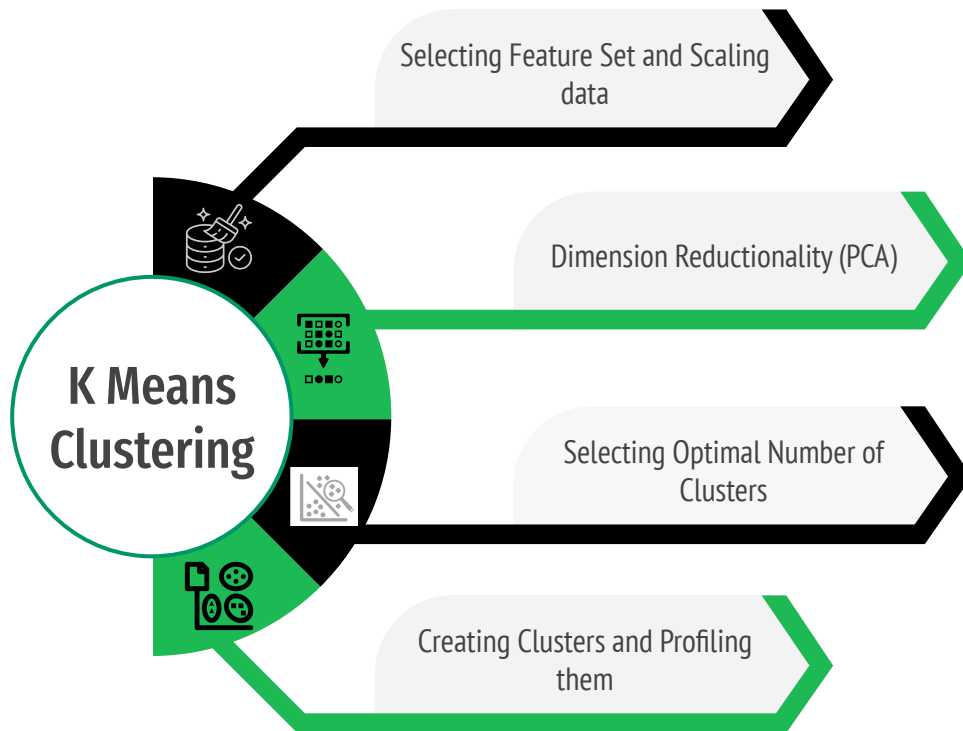 Selecting Feature Set and Scaling
data
Dimension Reductionality (PCA)
K Means
Clustering
Selecting Optimal Number of
Clusters
Creating Clusters and Profiling
them